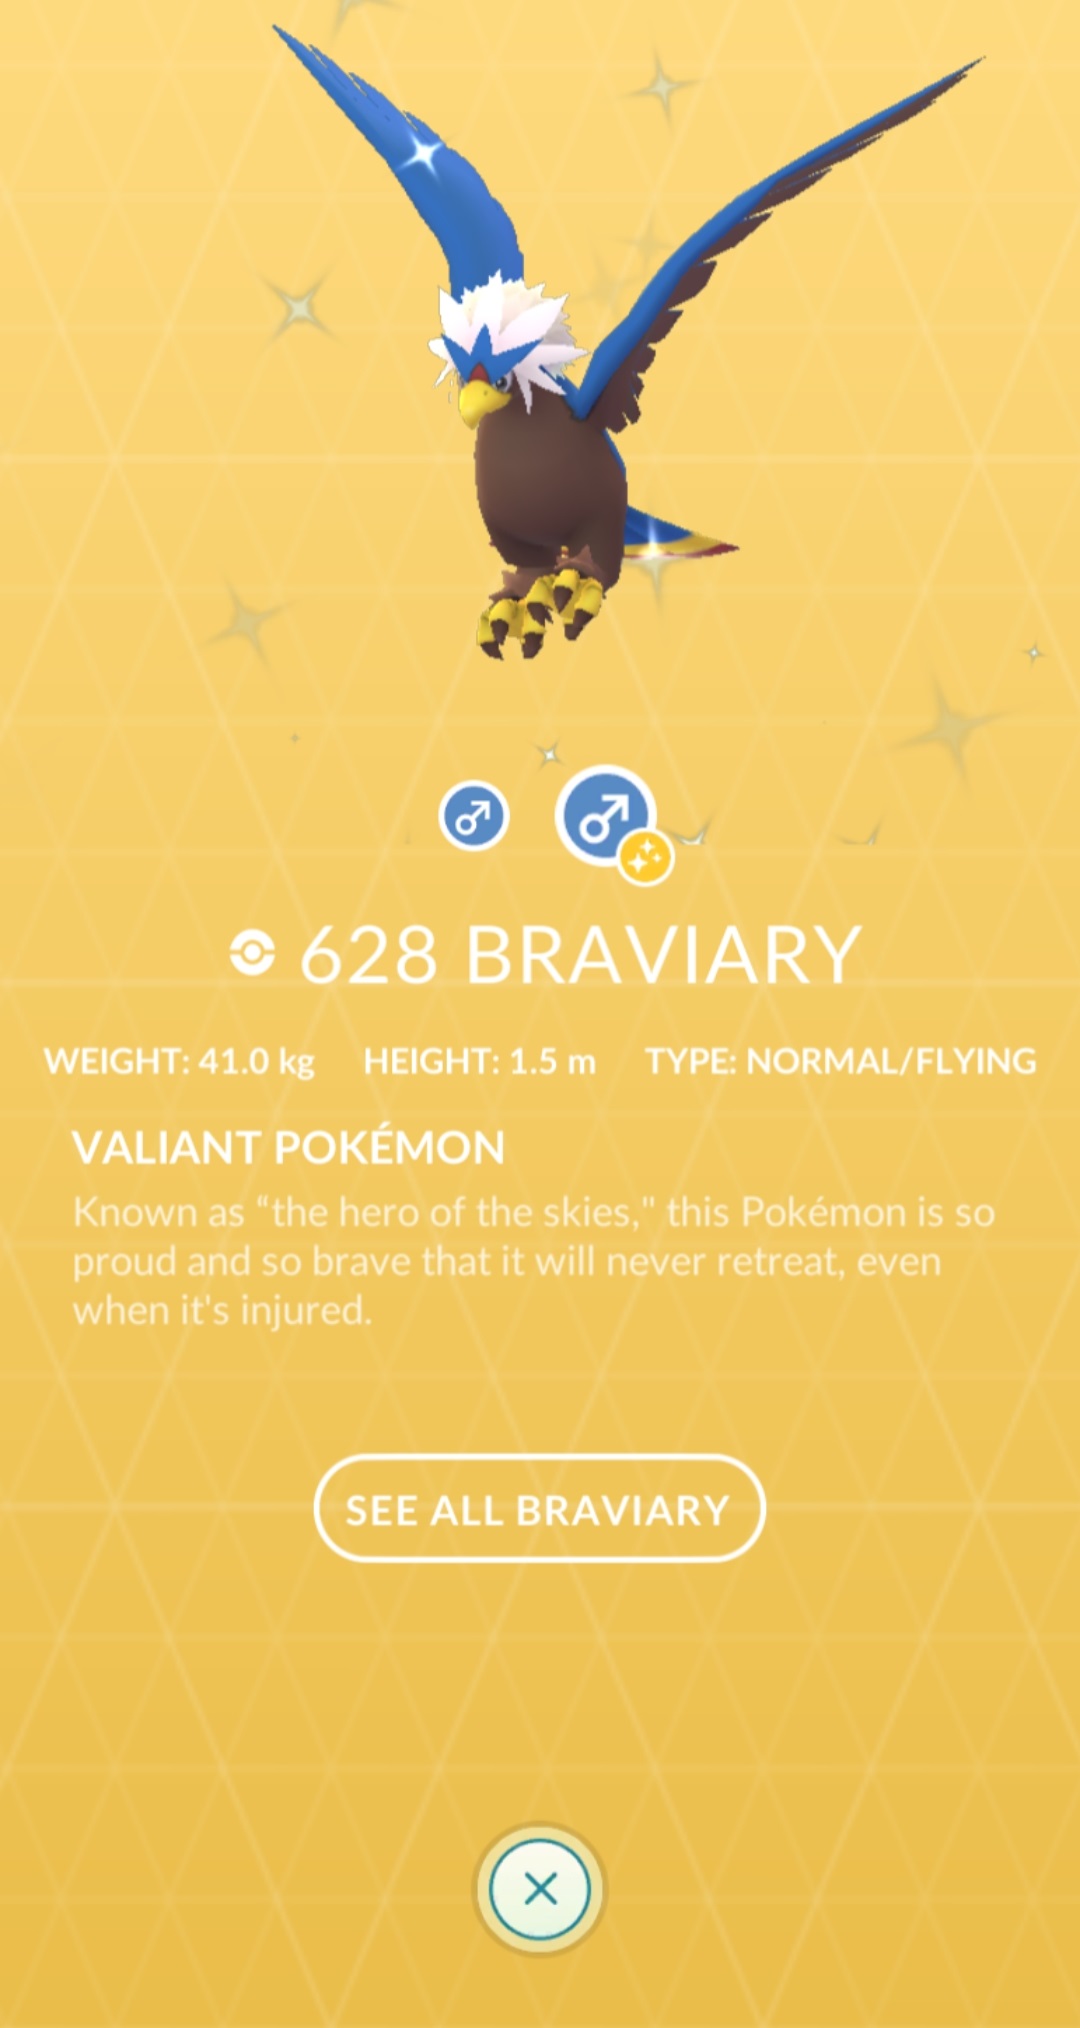 628 BRAVIARY
WEIGHT: 41.0 kg HEIGHT: 1.5 m TYPE: NORMAL/FLYING
VALIANT POKÉMON
Known as “the hero of the skies," this Pokémon is so
proud and so brave that it will never retreat, even
when it's injured.
SEE ALL BRAVIARY